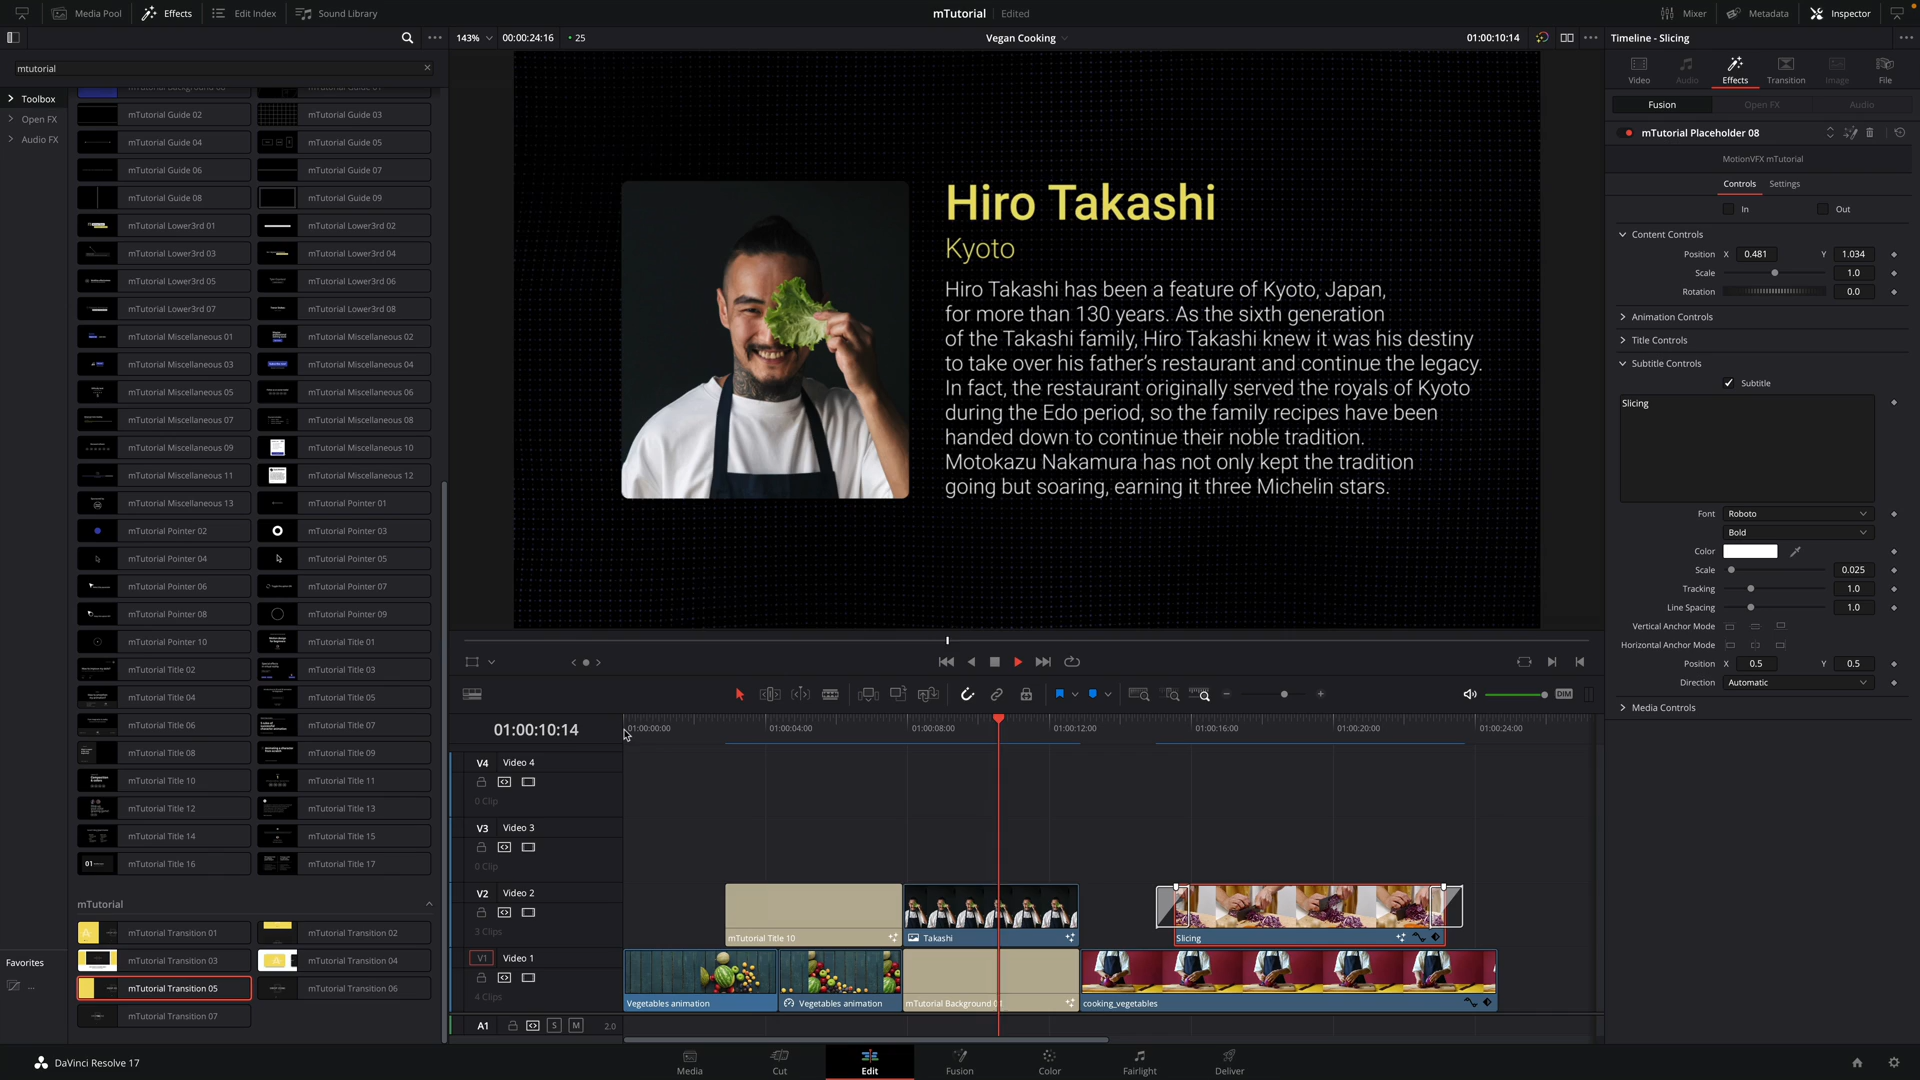 Media Pool
Effects
Edit Index
Sound Library
mTutorial
Edited
Mixer
Metadata
Inspector
143%
00:00:24:16
25
Vegan Cooking
01:00:10:14
Timeline - Slicing
mtutorial
Toolbox
Open FX
Audio FX
mTutorial Guide 02
mTutorial Guide 03
mTutorial Guide 04
mTutorial Guide 05
mTutorial Guide 06
mTutorial Guide 07
mTutorial Guide 08
mTutorial Guide 09
mTutorial Lower3rd 01
mTutorial Lower3rd 02
mTutorial Lower3rd 03
mTutorial Lower3rd 04
mTutorial Lower3rd 05
mTutorial Lower3rd 06
mTutorial Lower3rd 07
mTutorial Lower3rd 08
mTutorial Miscellaneous 01
mTutorial Miscellaneous 02
mTutorial Miscellaneous 03
mTutorial Miscellaneous 04
mTutorial Miscellaneous 05
mTutorial Miscellaneous 06
mTutorial Miscellaneous 07
mTutorial Miscellaneous 08
mTutorial Miscellaneous 09
mTutorial Miscellaneous 10
mTutorial Miscellaneous 11
mTutorial Miscellaneous 12
mTutorial Miscellaneous 13
mTutorial Pointer 01
mTutorial Pointer 02
mTutorial Pointer 03
mTutorial Pointer 04
mTutorial Pointer 05
mTutorial Pointer 06
mTutorial Pointer 07
mTutorial Pointer 08
mTutorial Pointer 09
mTutorial Pointer 10
mTutorial Title 01
mTutorial Title 02
mTutorial Title 03
mTutorial Title 04
mTutorial Title 05
mTutorial Title 06
mTutorial Title 07
mTutorial Title 08
mTutorial Title 09
mTutorial Title 10
mTutorial Title 11
mTutorial Title 12
mTutorial Title 13
mTutorial Title 14
mTutorial Title 15
01
mTutorial Title 16
mTutorial Title 17
mTutorial
mTutorial Transition 01
mTutorial Transition 02
mTutorial Transition 03
mTutorial Transition 04
mTutorial Transition 05
mTutorial Transition 06
mTutorial Transition 07
Favorites
Hiro Takashi
Kyoto
Hiro Takashi has been a feature of Kyoto, Japan,
for more than 130 years. As the sixth generation
of the Takashi family, Hiro Takashi knew it was his destiny
to take over his father's restaurant and continue the legacy.
In fact, the restaurant originally served the royals of Kyoto
during the Edo period, so the family recipes have been
handed down to continue their noble tradition.
Motokazu Nakamura has not only kept the tradition
going but soaring, earning it three Michelin stars.
Video
Audio
Effects
Transition
Image
File
Fusion
Open FX
Audio
mTutorial Placeholder 08
MotionVFX mTutorial
Controls
Settings
In
Out
Content Controls
Position X 0.481 Y 1.034
Scale 1.0
Rotation 0.0
Animation Controls
Title Controls
Subtitle Controls
Subtitle
Slicing
Font Roboto
Bold
Color
Scale 0.025
Tracking 1.0
Line Spacing 1.0
Vertical Anchor Mode
Horizontal Anchor Mode
Position X 0.5 Y 0.5
Direction Automatic
Media Controls
DIM
01:00:10:14
01:00:00:00
01:00:04:00
01:00:08:00
01:00:12:00
01:00:16:00
01:00:20:00
01:00:24:00
V4 Video 4
0 Clip
V3 Video 3
0 Clip
V2 Video 2
3 Clips
mTutorial Title 10
Takashi
Slicing
V1 Video 1
4 Clips
Vegetables animation
Vegetables animation
mTutorial Background
cooking_vegetables
A1 S M 2.0
DaVinci Resolve 17
Media
Cut
Edit
Fusion
Color
Fairlight
Deliver